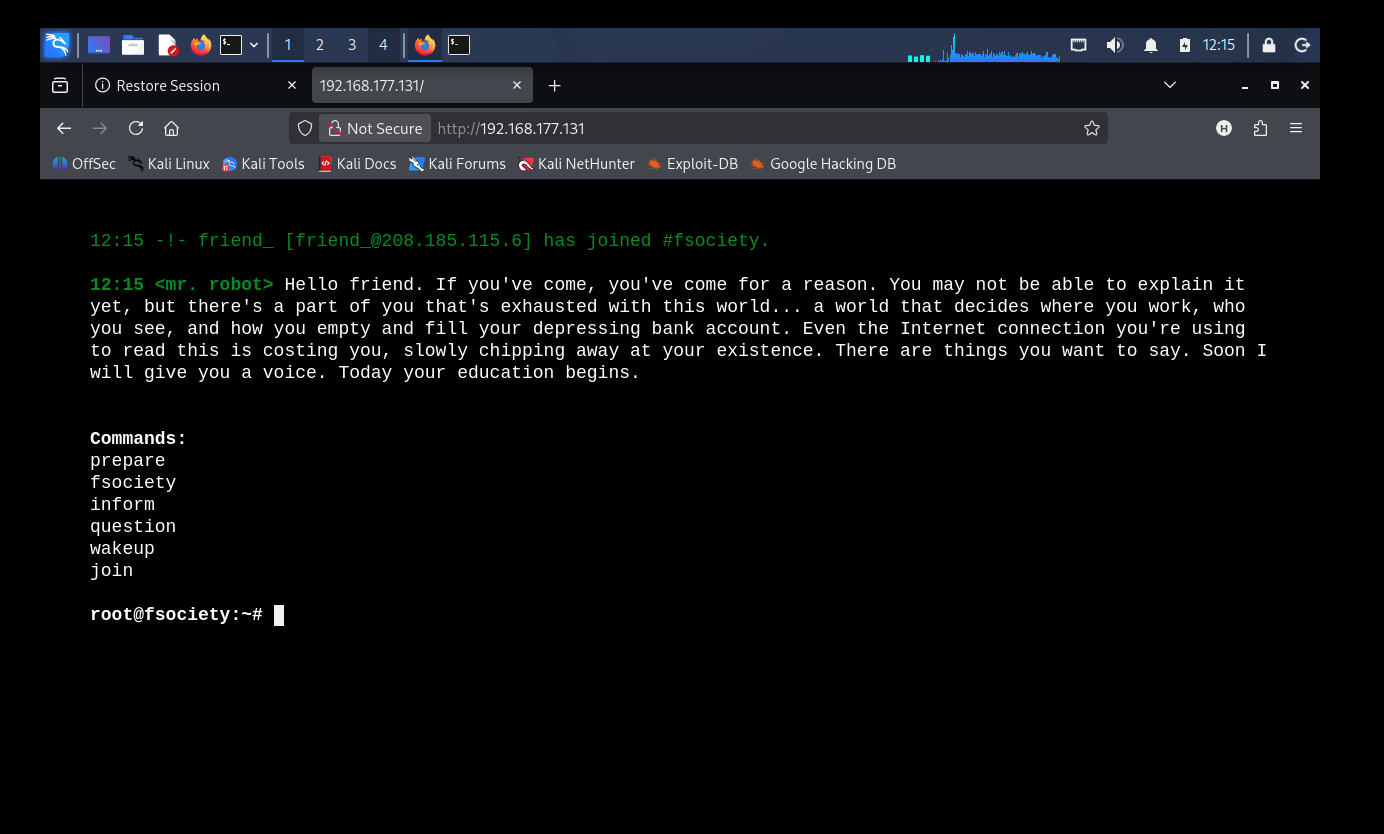 1 2 3 4 12:15
Restore Session 192.168.177.131/
Not Secure http://192.168.177.131 H
OffSec Kali Linux Kali Tools Kali Docs Kali Forums Kali NetHunter Exploit-DB Google Hacking DB
12:15 -!- friend_ [friend_@208.185.115.6] has joined #fsociety.
12:15 <mr. robot> Hello friend. If you've come, you've come for a reason. You may not be able to explain it
yet, but there's a part of you that's exhausted with this world... a world that decides where you work, who
you see, and how you empty and fill your depressing bank account. Even the Internet connection you're using
to read this is costing you, slowly chipping away at your existence. There are things you want to say. Soon I
will give you a voice. Today your education begins.
Commands:
prepare
fsociety
inform
question
wakeup
join
root@fsociety:~#